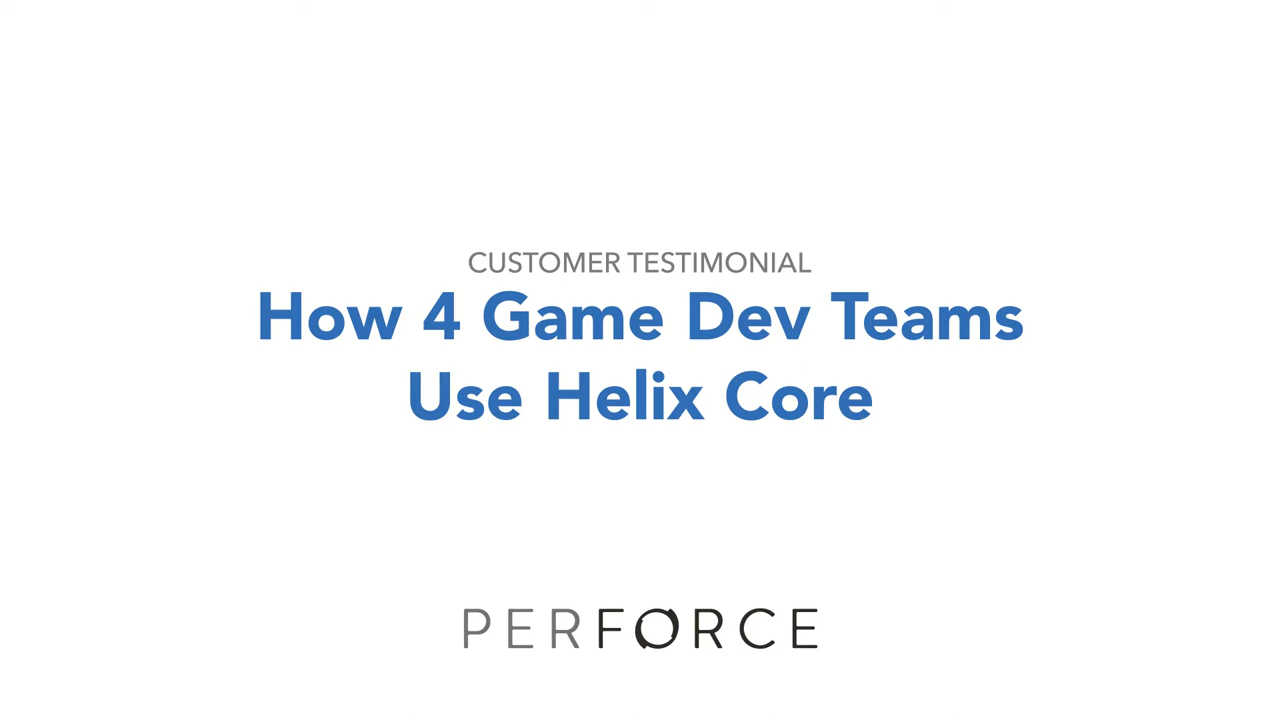 CUSTOMER TESTIMONIAL
How 4 Game Dev Teams
Use Helix Core
PERFORCE